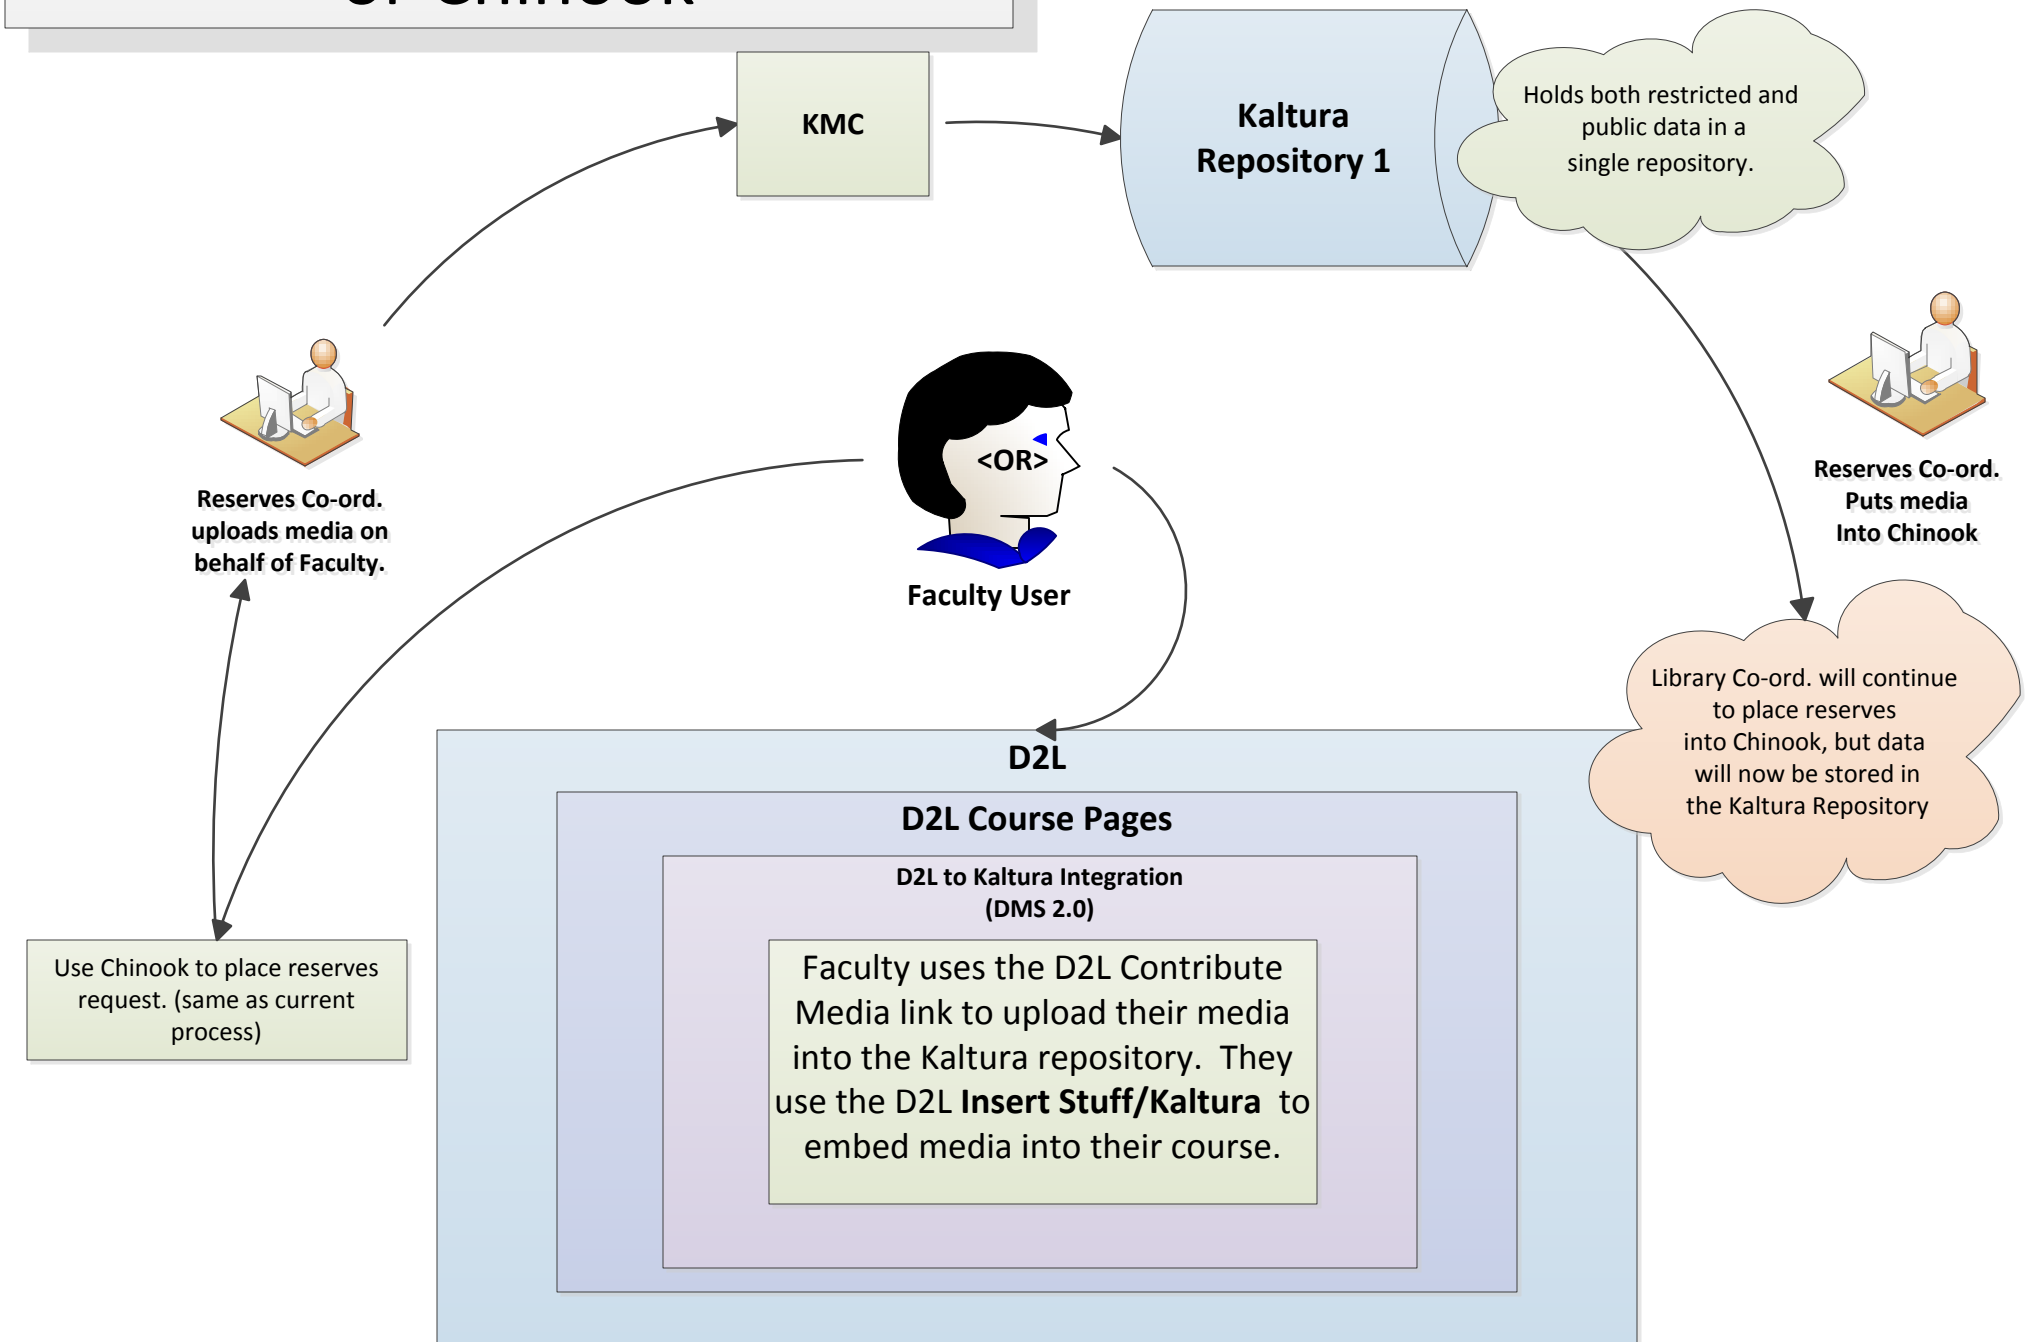 or Chinook
KMC
Kaltura
Repository 1
Holds both restricted and
public data in a
single repository.
<OR>
Faculty User
Reserves Co-ord.
uploads media on
behalf of Faculty.
Reserves Co-ord.
Puts media
Into Chinook
Library Co-ord. will continue
to place reserves
into Chinook, but data
will now be stored in
the Kaltura Repository
Use Chinook to place reserves
request. (same as current
process)
D2L
D2L Course Pages
D2L to Kaltura Integration
(DMS 2.0)
Faculty uses the D2L Contribute
Media link to upload their media
into the Kaltura repository. They
use the D2L Insert Stuff/Kaltura to
embed media into their course.